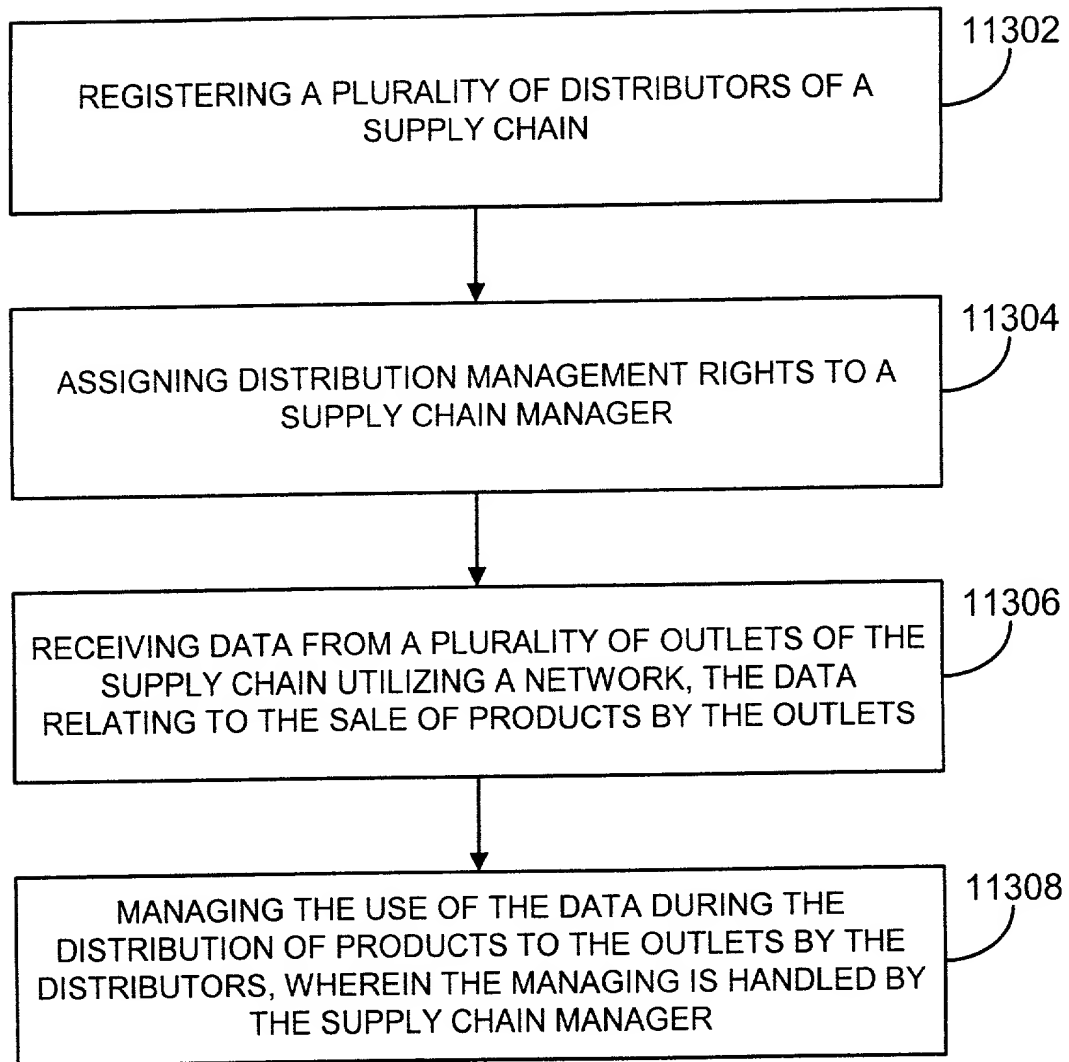 11302
REGISTERING A PLURALITY OF DISTRIBUTORS OF A
SUPPLY CHAIN
11304
ASSIGNING DISTRIBUTION MANAGEMENT RIGHTS TO A
SUPPLY CHAIN MANAGER
11306
RECEIVING DATA FROM A PLURALITY OF OUTLETS OF THE
SUPPLY CHAIN UTILIZING A NETWORK, THE DATA
RELATING TO THE SALE OF PRODUCTS BY THE OUTLETS
11308
MANAGING THE USE OF THE DATA DURING THE
DISTRIBUTION OF PRODUCTS TO THE OUTLETS BY THE
DISTRIBUTORS, WHEREIN THE MANAGING IS HANDLED BY
THE SUPPLY CHAIN MANAGER